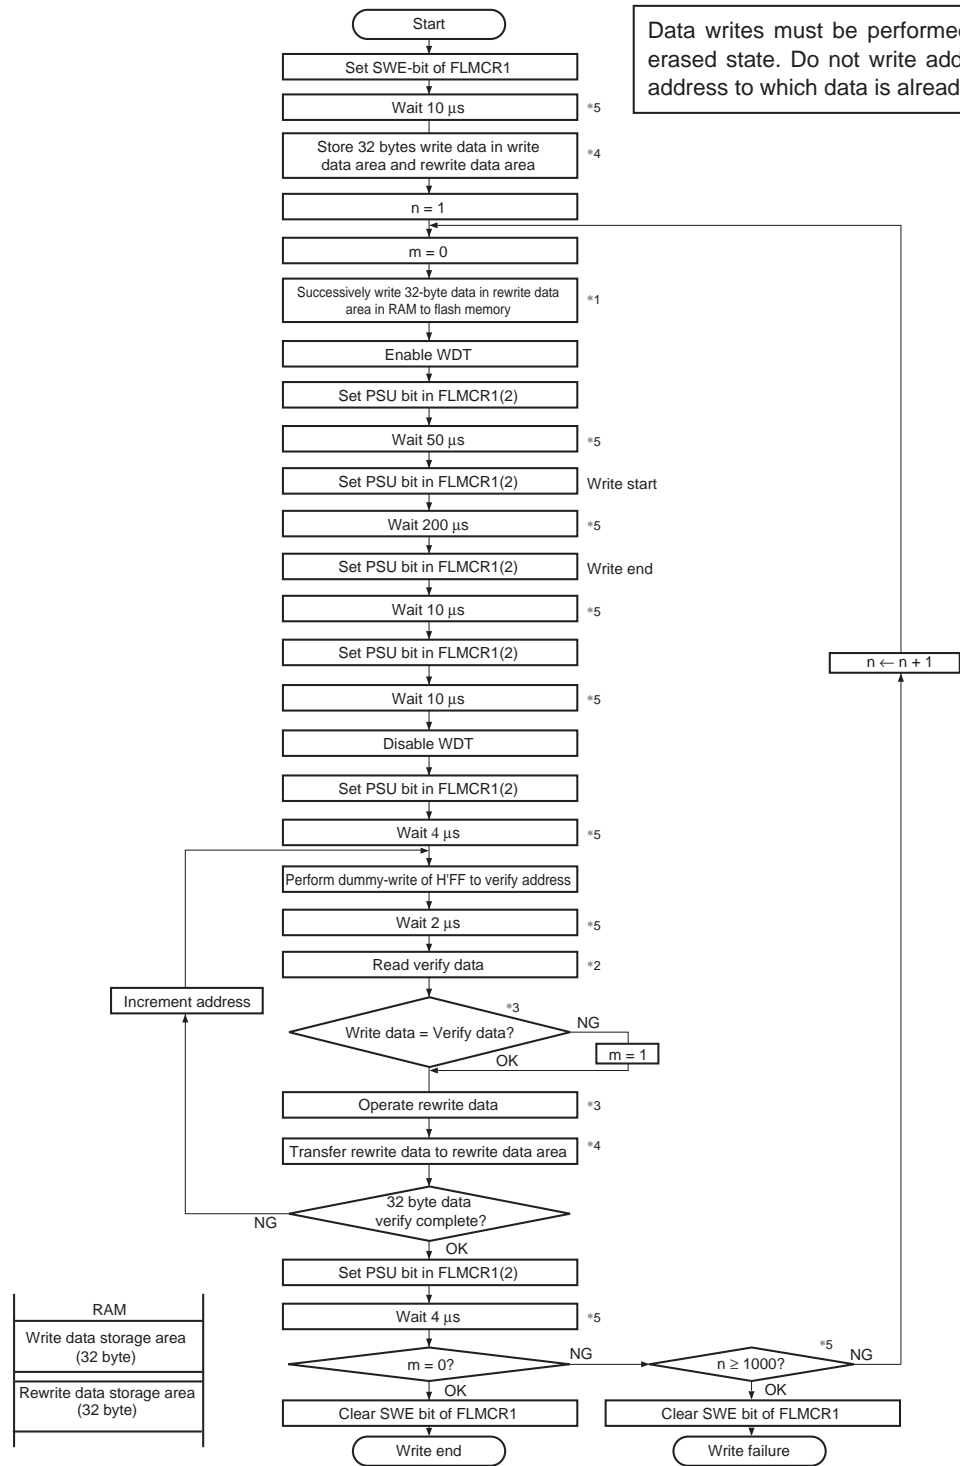 Start
Data writes must be performed
erased state. Do not write add
address to which data is alread
Set SWE-bit of FLMCR1
Wait 10 μs
*5
Store 32 bytes write data in write
data area and rewrite data area
*4
n = 1
m = 0
Successively write 32-byte data in rewrite data
area in RAM to flash memory
*1
Enable WDT
Set PSU bit in FLMCR1(2)
Wait 50 μs
*5
Set PSU bit in FLMCR1(2)
Write start
Wait 200 μs
*5
Set PSU bit in FLMCR1(2)
Write end
Wait 10 μs
*5
Set PSU bit in FLMCR1(2)
n ← n + 1
Wait 10 μs
*5
Disable WDT
Set PSU bit in FLMCR1(2)
Wait 4 μs
*5
Perform dummy-write of H'FF to verify address
Wait 2 μs
*5
Read verify data
*2
Increment address
*3
Write data = Verify data?
NG
m = 1
OK
Operate rewrite data
*3
Transfer rewrite data to rewrite data area
*4
32 byte data
verify complete?
NG
OK
Set PSU bit in FLMCR1(2)
Wait 4 μs
*5
RAM
Write data storage area
(32 byte)
Rewrite data storage area
(32 byte)
m = 0?
NG
n ≥ 1000?
*5
NG
OK
OK
Clear SWE bit of FLMCR1
Clear SWE bit of FLMCR1
Write end
Write failure